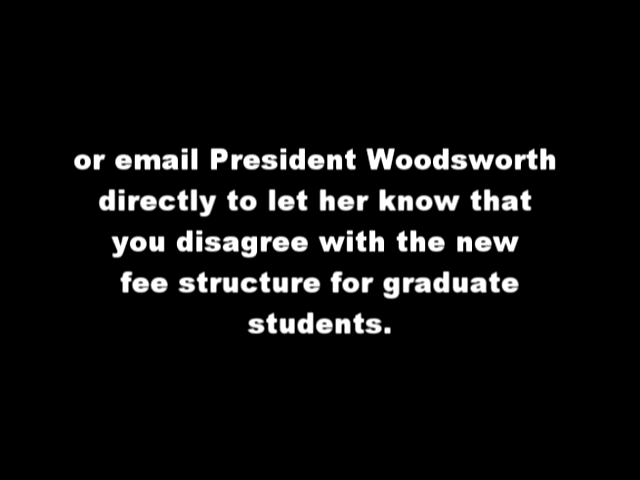 or email President Woodsworth
directly to let her know that
you disagree with the new
fee structure for graduate
students.